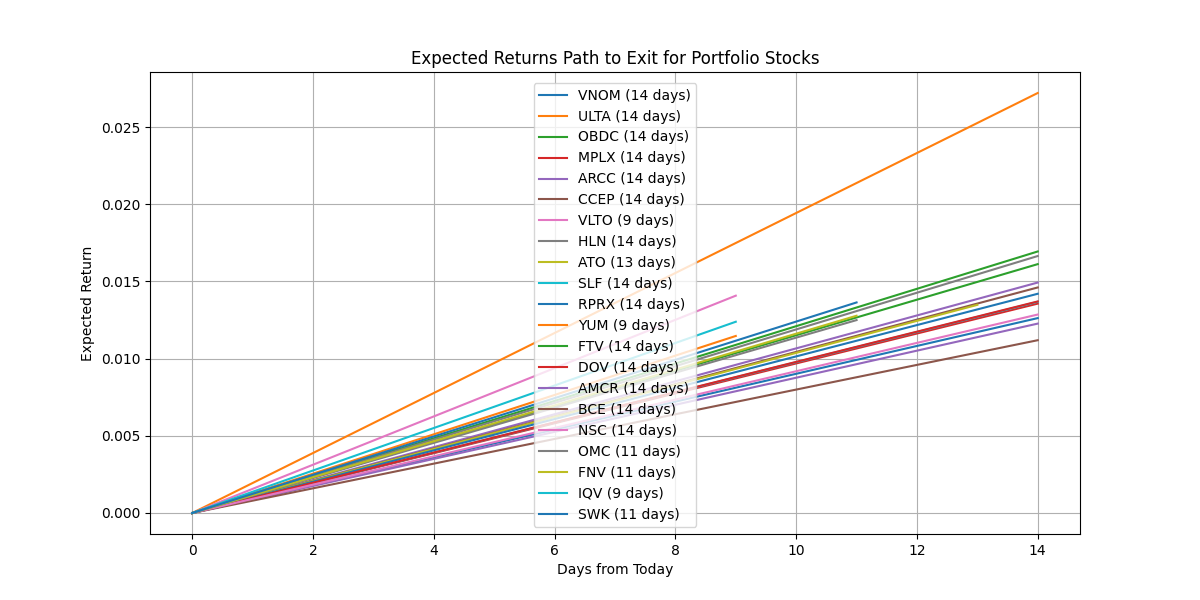 Expected Returns Path to Exit for Portfolio Stocks
Expected Return
0.025
0.020
0.015
0.010
0.005
0.000
VNOM (14 days)
ULTA (14 days)
OBDC (14 days)
MPLX (14 days)
ARCC (14 days)
CCEP (14 days)
VLTO (9 days)
HLN (14 days)
ATO (13 days)
SLF (14 days)
RPRX (14 days)
YUM (9 days)
FTV (14 days)
DOV (14 days)
AMCR (14 days)
BCE (14 days)
NSC (14 days)
OMC (11 days)
FNV (11 days)
IQV (9 days)
SWK (11 days)
0 2 4 6 8 10 12 14
Days from Today